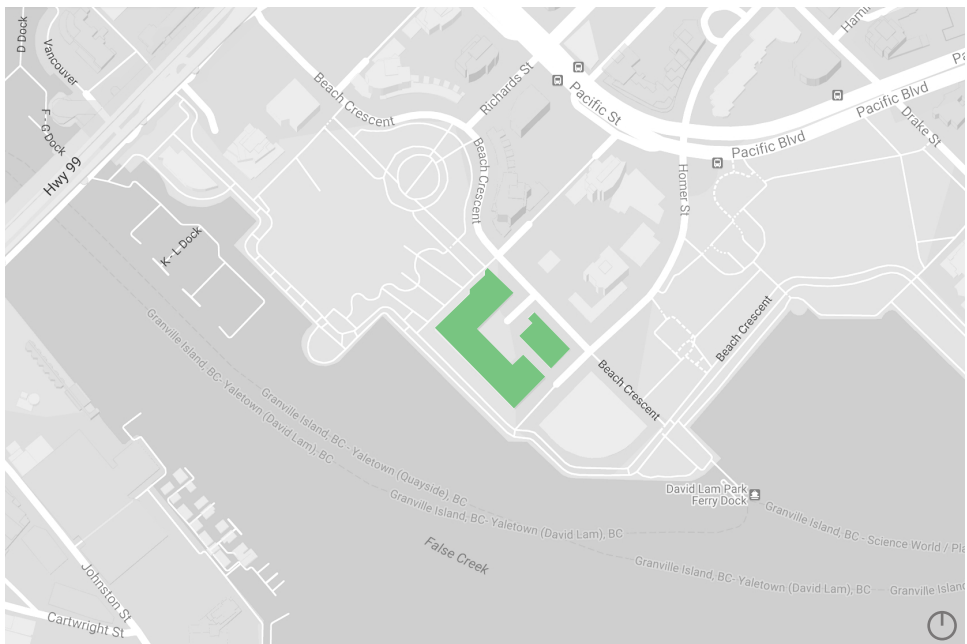 D Dock
Vancouver
F - G Dock
Hwy 99
K - L Dock
Beach Crescent
Richards St
Beach Crescent
Pacific St
Pacific Blvd
Pacific Blvd
Drake St
Homer St
Beach Crescent
Beach Crescent
Granville Island, BC- Yaletown (David Lam), BC
Granville Island, BC - Yaletown (Quayside), BC
Granville Island, BC- Yaletown (David Lam), BC
David Lam Park
Ferry Dock
Granville Island, BC - Science World / Pla
Granville Island, BC- Yaletown (David Lam), BC
Granville Island
False Creek
Johnston St
Cartwright St